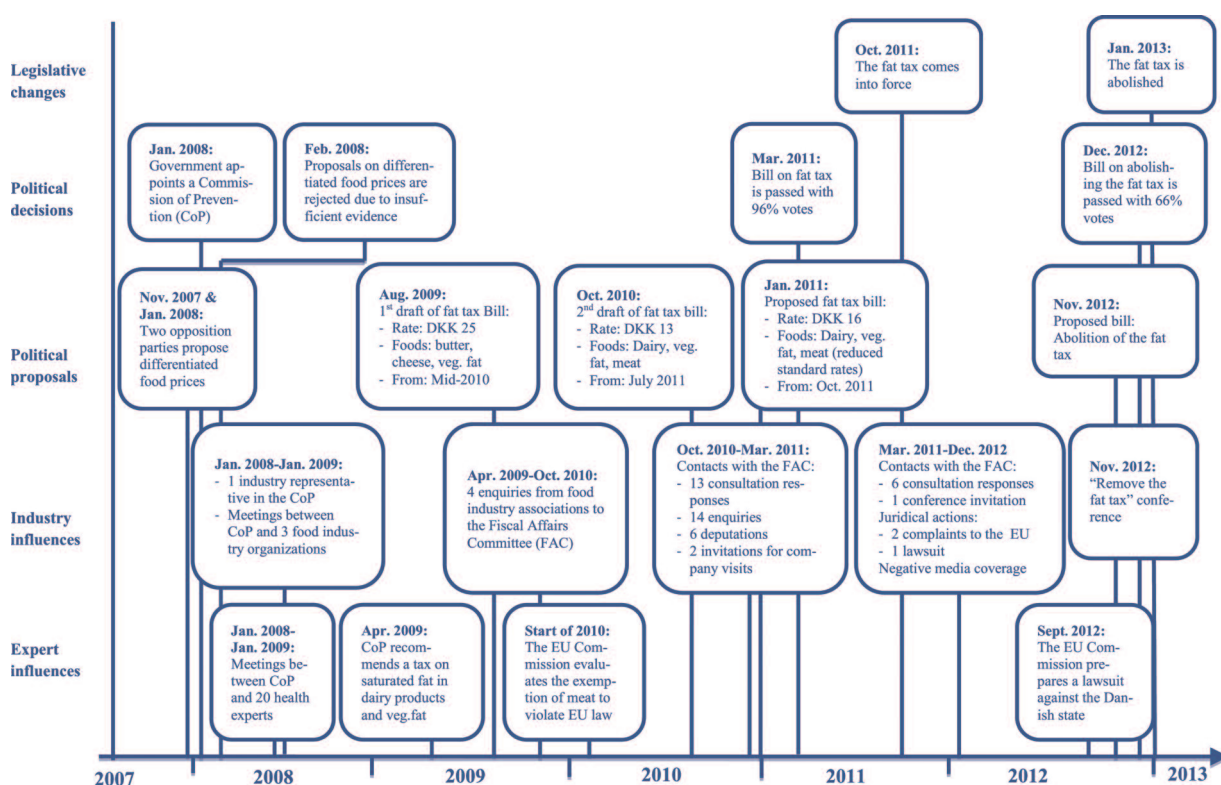 Legislative
changes
Oct. 2011:
The fat tax comes
into force
Jan. 2013:
The fat tax is
abolished
Political
decisions
Jan. 2008:
Government ap-
points a Commis-
sion of Preven-
tion (CoP)
Feb. 2008:
Proposals on differen-
tiated food prices are
rejected due to insuf-
ficient evidence
Mar. 2011:
Bill on fat tax
is passed with
96% votes
Dec. 2012:
Bill on abolish-
ing the fat tax is
passed with 66%
votes
Political
proposals
Nov. 2007 &
Jan. 2008:
Two opposition
parties propose
differentiated
food prices
Aug. 2009:
1st draft of fat tax Bill:
- Rate: DKK 25
- Foods: butter,
cheese, veg. fat
- From: Mid-2010
Oct. 2010:
2nd draft of fat tax bill:
- Rate: DKK 13
- Foods: Dairy, veg.
fat, meat
- From: July 2011
Jan. 2011:
Proposed fat tax bill:
- Rate: DKK 16
- Foods: Dairy, veg.
fat, meat (reduced
standard rates)
- From: Oct. 2011
Nov. 2012:
Proposed bill:
Abolition of the fat
tax
Industry
influences
Jan. 2008-Jan. 2009:
- 1 industry represen-
tative in the CoP
- Meetings between
CoP and 3 food indus-
try organizations
Apr. 2009-Oct. 2010:
4 enquiries from food
industry associations to
the Fiscal Affairs
Committee (FAC)
Oct. 2010-Mar. 2011:
Contacts with the FAC:
- 13 consultation res-
ponses
- 14 enquiries
- 6 deputations
- 2 invitations for com-
pany visits
Mar. 2011-Dec. 2012
Contacts with the FAC:
- 6 consultation responses
- 1 conference invitation
Juridical actions:
- 2 complaints to the EU
- 1 lawsuit
Negative media coverage
Nov. 2012:
“Remove the
fat tax” confe-
rence
Expert
influences
Jan. 2008-
Jan. 2009:
Meetings be-
tween CoP
and 20 health
experts
Apr. 2009:
CoP recom-
mends a tax on
saturated fat in
dairy products
and veg.fat
Start of 2010:
The EU Com-
mission evalu-
ates the exemp-
tion of meat to
violate EU law
Sept. 2012:
The EU
Commission pre-
pares a lawsuit
against the Dan-
ish state
2007 2008 2009 2010 2011 2012 2013